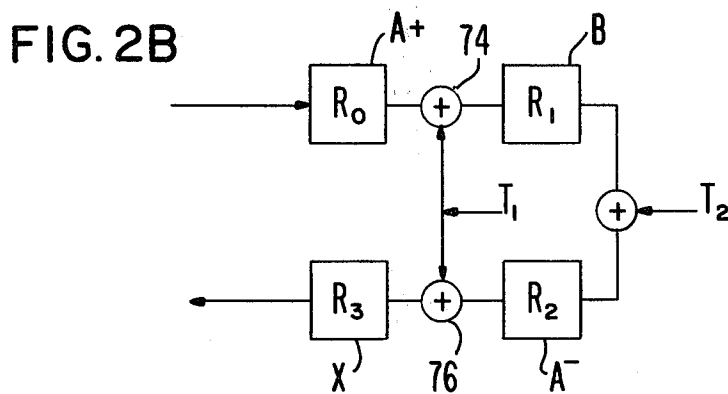 FIG. 2B
A+
74
B
R0
+
R1
T1
+
T2
R3
+
R2
X
76
A-